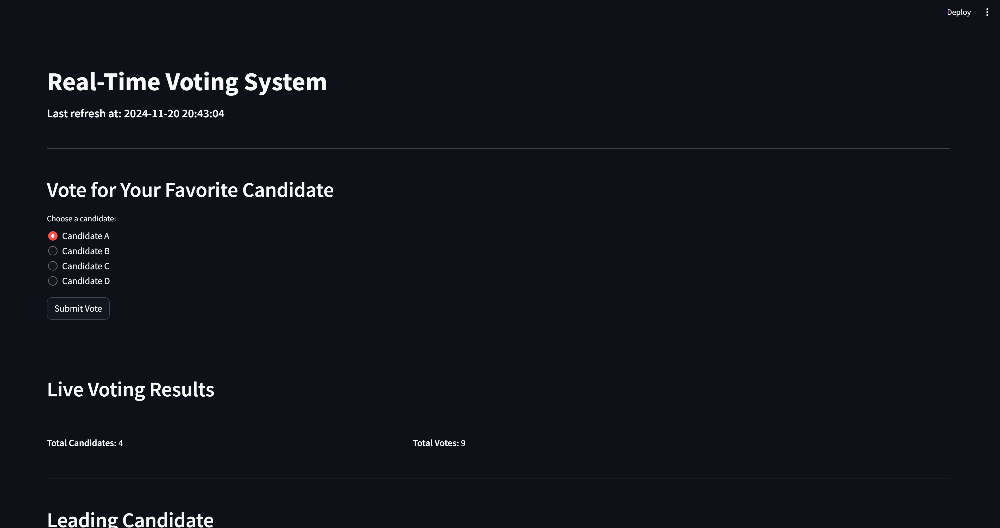 Deploy
Real-Time Voting System
Last refresh at: 2024-11-20 20:43:04
Vote for Your Favorite Candidate
Choose a candidate:
Candidate A
Candidate B
Candidate C
Candidate D
Submit Vote
Live Voting Results
Total Candidates: 4 Total Votes: 9
Leading Candidate